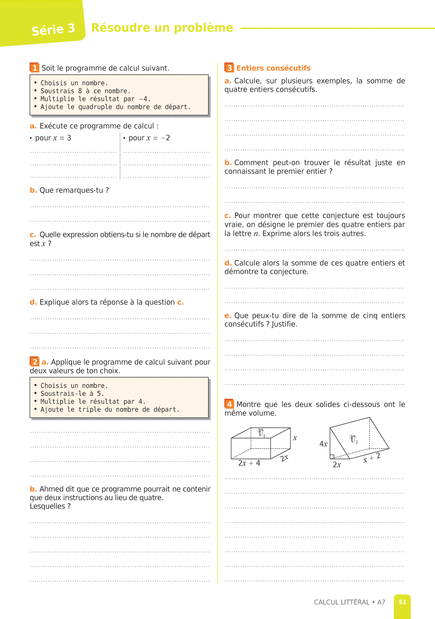 Série 3
Résoudre un problème
1 Soit le programme de calcul suivant.
• Choisis un nombre.
• Soustrais 8 à ce nombre.
• Multiplie le résultat par −4.
• Ajoute le quadruple du nombre de départ.
a. Exécute ce programme de calcul :
• pour x = 3
• pour x = −2
b. Que remarques-tu ?
c. Quelle expression obtiens-tu si le nombre de départ
est x ?
d. Explique alors ta réponse à la question c.
2 a. Applique le programme de calcul suivant pour
deux valeurs de ton choix.
• Choisis un nombre.
• Soustrais-le à 5.
• Multiplie le résultat par 4.
• Ajoute le triple du nombre de départ.
b. Ahmed dit que ce programme pourrait ne contenir
que deux instructions au lieu de quatre.
Lesquelles ?
3 Entiers consécutifs
a. Calcule, sur plusieurs exemples, la somme de
quatre entiers consécutifs.
b. Comment peut-on trouver le résultat juste en
connaissant le premier entier ?
c. Pour montrer que cette conjecture est toujours
vraie, on désigne le premier des quatre entiers par
la lettre n. Exprime alors les trois autres.
d. Calcule alors la somme de ces quatre entiers et
démontre ta conjecture.
e. Que peux-tu dire de la somme de cinq entiers
consécutifs ? Justifie.
4 Montre que les deux solides ci-dessous ont le
même volume.
𝒱1
x
2x
2x + 4
𝒱2
4x
2x
x + 2
CALCUL LITTÉRAL • A7
51